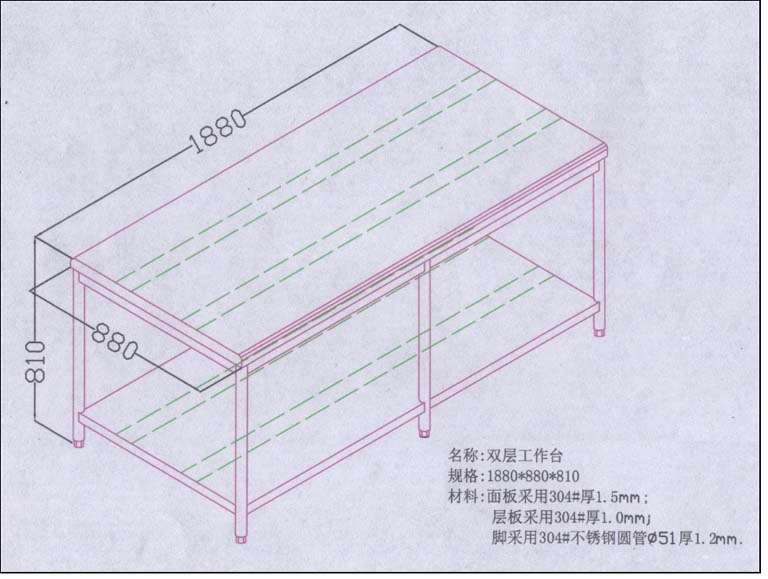 1880
880
810
名称:双层工作台
规格:1880*880*810
材料:面板采用304#厚1.5mm;
层板采用304#厚1.0mm;
脚采用304#不锈钢圆管ø51厚1.2mm.